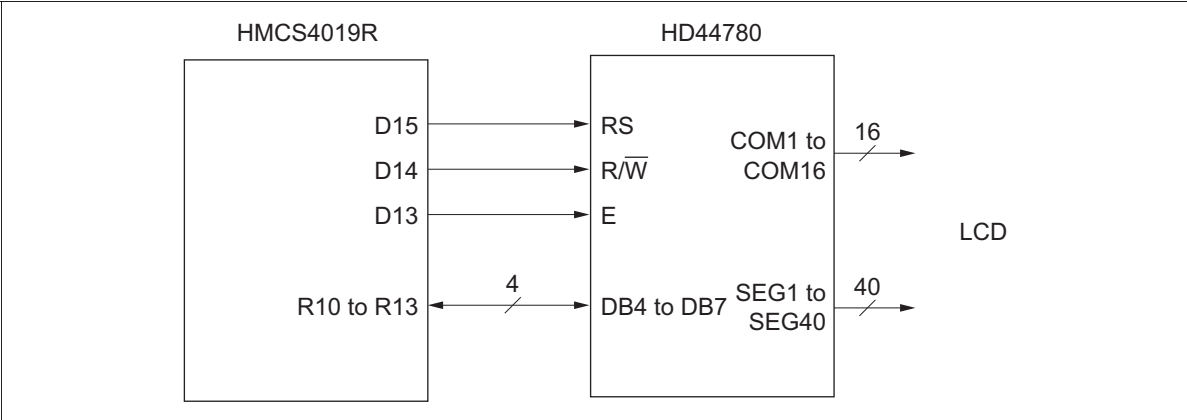 HMCS4019R
HD44780
D15
RS
D14
R/W̅
D13
E
R10 to R13
4
DB4 to DB7
COM1 to
COM16
16
SEG1 to
SEG40
40
LCD